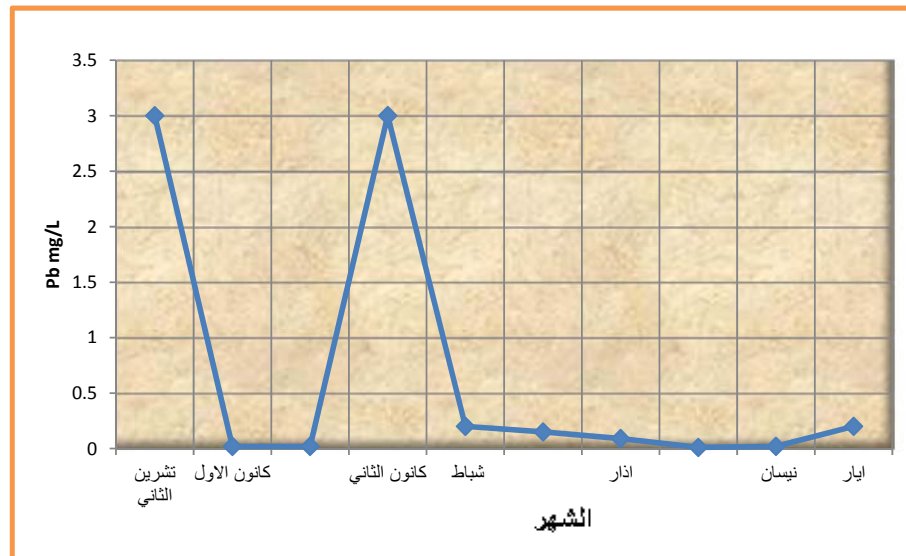 3.5
3
2.5
2
1.5
1
0.5
0
Pb mg/L
تشرين الثاني
كانون الاول
كانون الثاني
شباط
اذار
نيسان
ايار
الشهر